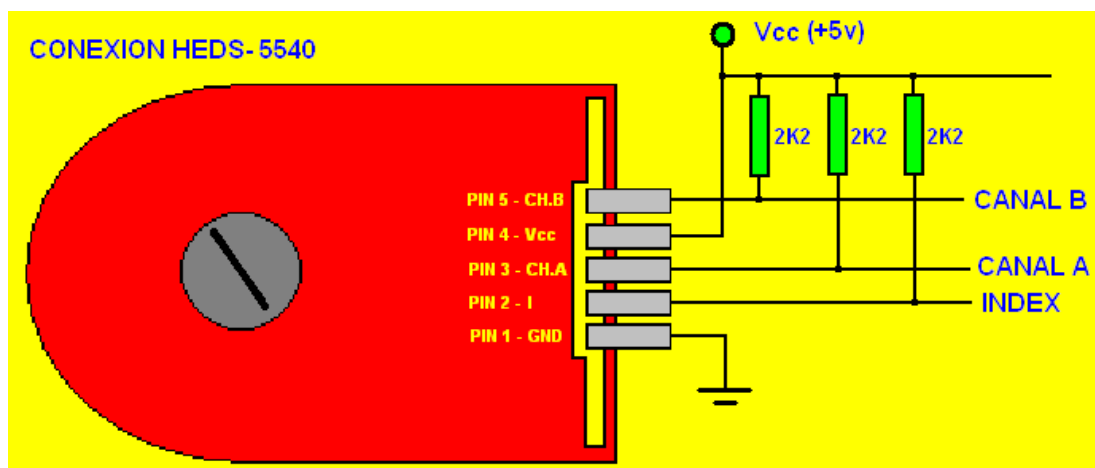 CONEXION HEDS- 5540
Vcc (+5v)
2K2 2K2 2K2
PIN 5 - CH.B
CANAL B
PIN 4 - Vcc
PIN 3 - CH.A
CANAL A
PIN 2 - I
INDEX
PIN 1 - GND